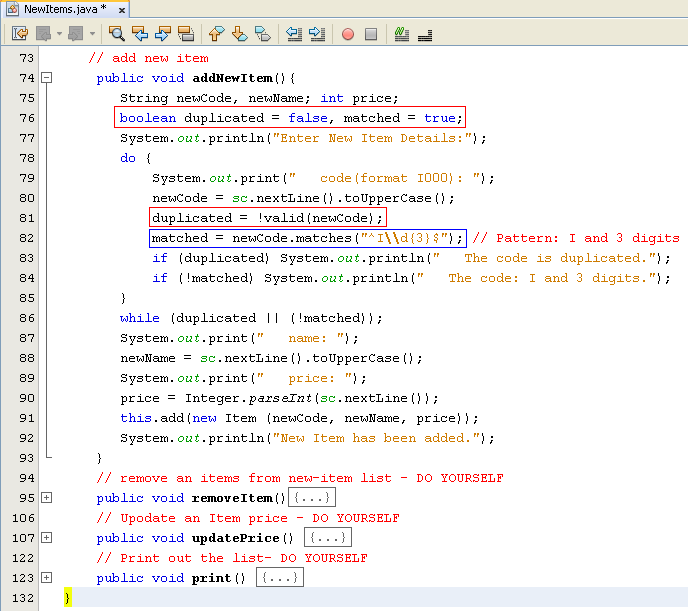 NewItems.java *
73 // add new item
74 public void addNewItem(){
75 String newCode, newName; int price;
76 boolean duplicated = false, matched = true;
77 System.out.println("Enter New Item Details:");
78 do {
79 System.out.print("   code(format I000): ");
80 newCode = sc.nextLine().toUpperCase();
81 duplicated = !valid(newCode);
82 matched = newCode.matches("^I\\d{3}$"); // Pattern: I and 3 digits
83 if (duplicated) System.out.println("   The code is duplicated.");
84 if (!matched) System.out.println("   The code: I and 3 digits.");
85 }
86 while (duplicated || (!matched));
87 System.out.print("   name: ");
88 newName = sc.nextLine().toUpperCase();
89 System.out.print("   price: ");
90 price = Integer.parseInt(sc.nextLine());
91 this.add(new Item (newCode, newName, price));
92 System.out.println("New Item has been added.");
93 }
94 // remove an items from new-item list - DO YOURSELF
95 public void removeItem() {...}
106 // Upodate an Item price - DO YOURSELF
107 public void updatePrice() {...}
122 // Print out the list- DO YOURSELF
123 public void print() {...}
132 }